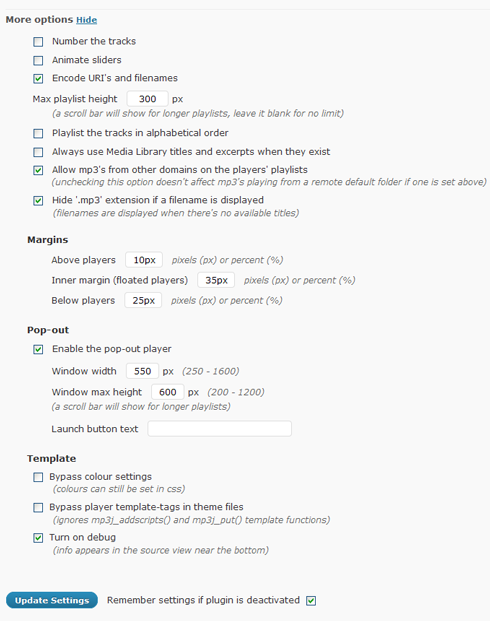 More options Hide
Number the tracks
Animate sliders
Encode URI's and filenames
Max playlist height 300 px
(a scroll bar will show for longer playlists, leave it blank for no limit)
Playlist the tracks in alphabetical order
Always use Media Library titles and excerpts when they exist
Allow mp3's from other domains on the players' playlists
(unchecking this option doesn't affect mp3's playing from a remote default folder if one is set above)
Hide '.mp3' extension if a filename is displayed
(filenames are displayed when there's no available titles)
Margins
Above players 10px pixels (px) or percent (%)
Inner margin (floated players) 35px pixels (px) or percent (%)
Below players 25px pixels (px) or percent (%)
Pop-out
Enable the pop-out player
Window width 550 px (250 - 1600)
Window max height 600 px (200 - 1200)
(a scroll bar will show for longer playlists)
Launch button text
Template
Bypass colour settings
(colours can still be set in css)
Bypass player template-tags in theme files
(ignores mp3j_addscripts() and mp3j_put() template functions)
Turn on debug
(info appears in the source view near the bottom)
Update Settings Remember settings if plugin is deactivated